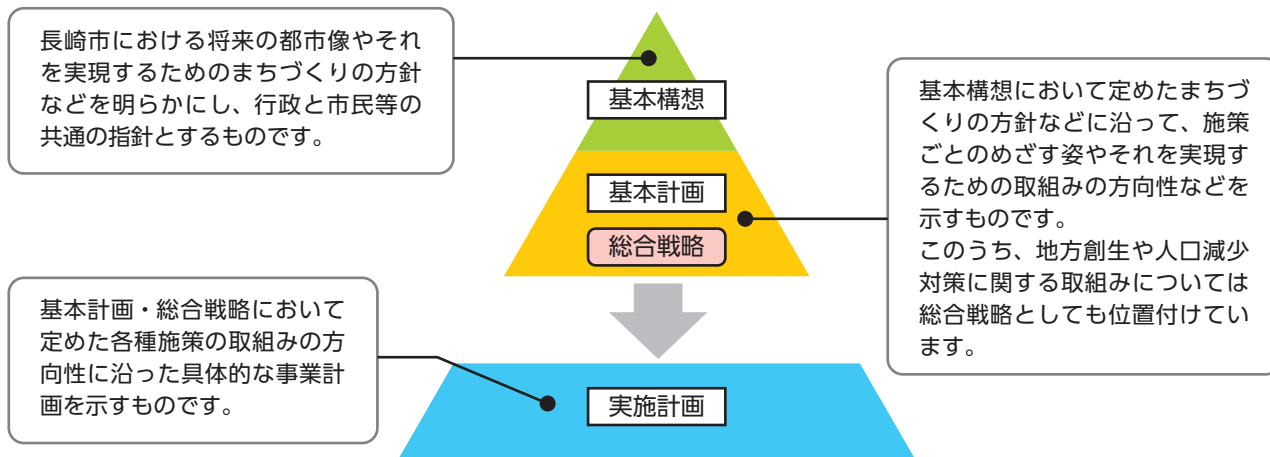 長崎市における将来の都市像やそれ
を実現するためのまちづくりの方針
などを明らかにし、行政と市民等の
共通の指針とするものです。
基本構想
基本計画
総合戦略
基本構想において定めたまちづ
くりの方針などに沿って、施策
ごとのめざす姿やそれを実現す
るための取組みの方向性などを
示すものです。
このうち、地方創生や人口減少
対策に関する取組みについては
総合戦略としても位置付けてい
ます。
基本計画・総合戦略において
定めた各種施策の取組みの方
向性に沿った具体的な事業計
画を示すものです。
実施計画